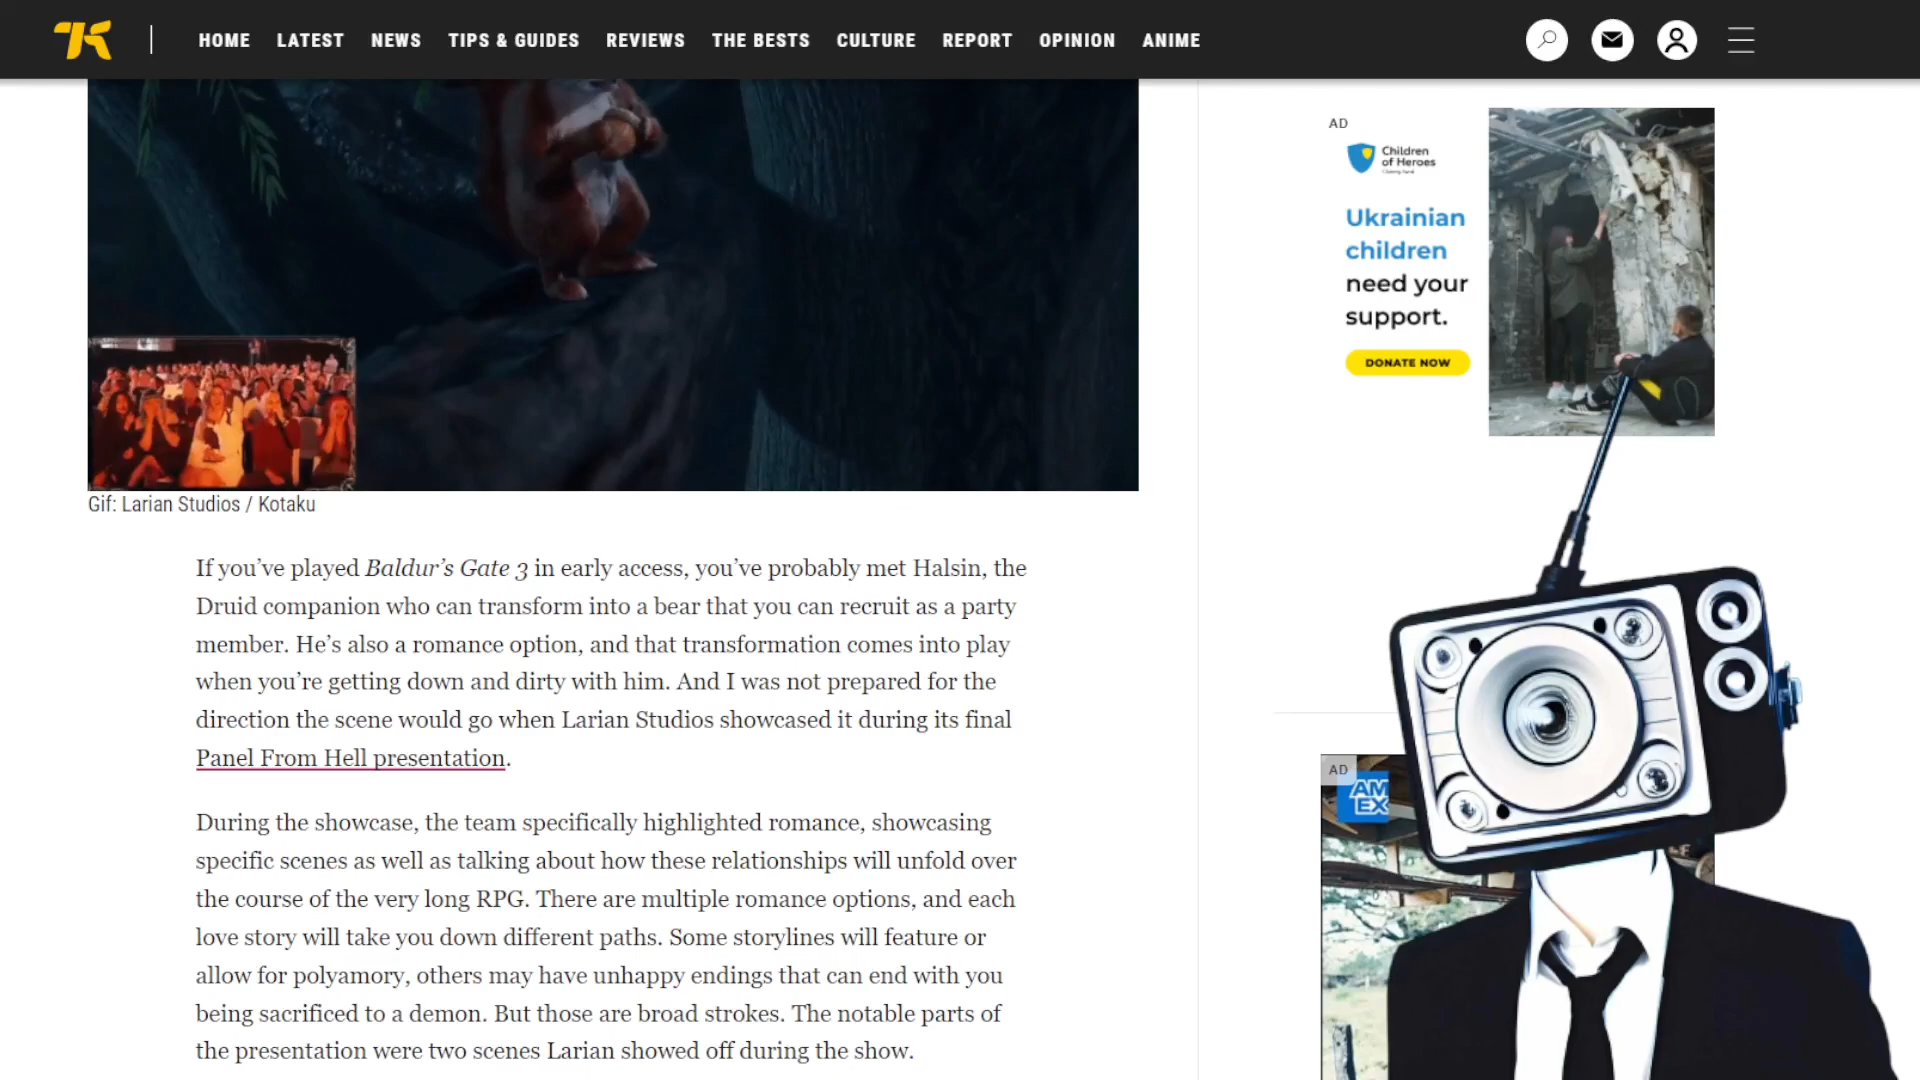 HOME LATEST NEWS TIPS & GUIDES REVIEWS THE BESTS CULTURE REPORT OPINION ANIME
Gif: Larian Studios / Kotaku
If you’ve played Baldur’s Gate 3 in early access, you’ve probably met Halsin, the
Druid companion who can transform into a bear that you can recruit as a party
member. He’s also a romance option, and that transformation comes into play
when you’re getting down and dirty with him. And I was not prepared for the
direction the scene would go when Larian Studios showcased it during its final
Panel From Hell presentation.
During the showcase, the team specifically highlighted romance, showcasing
specific scenes as well as talking about how these relationships will unfold over
the course of the very long RPG. There are multiple romance options, and each
love story will take you down different paths. Some storylines will feature or
allow for polyamory, others may have unhappy endings that can end with you
being sacrificed to a demon. But those are broad strokes. The notable parts of
the presentation were two scenes Larian showed off during the show.
AD
Children
of Heroes
Ukrainian
children
need your
support.
DONATE NOW
AD
AM
EX